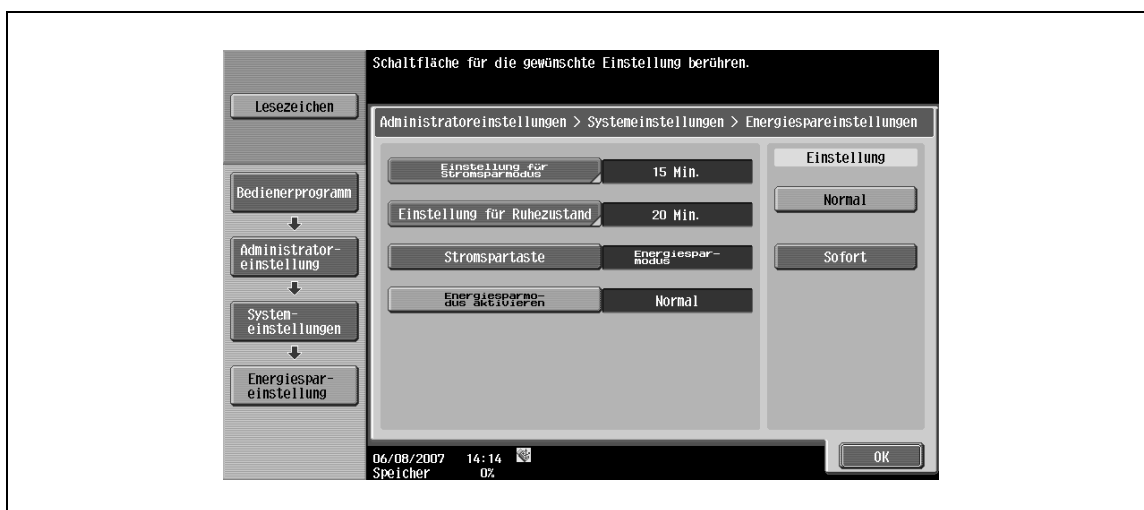 Schaltfläche für die gewünschte Einstellung berühren.
Lesezeichen
Administratoreinstellungen > Systemeinstellungen > Energiespareinstellungen
Bedienerprogramm
Administrator-
einstellung
System-
einstellungen
Energiespar-
einstellung
Einstellung für
Stromsparmodus
15 Min.
Einstellung für Ruhezustand
20 Min.
Stromspartaste
Energiespar-
modus
Energiesparmo-
dus aktivieren
Normal
Einstellung
Normal
Sofort
06/08/2007 14:14
Speicher 0%
OK